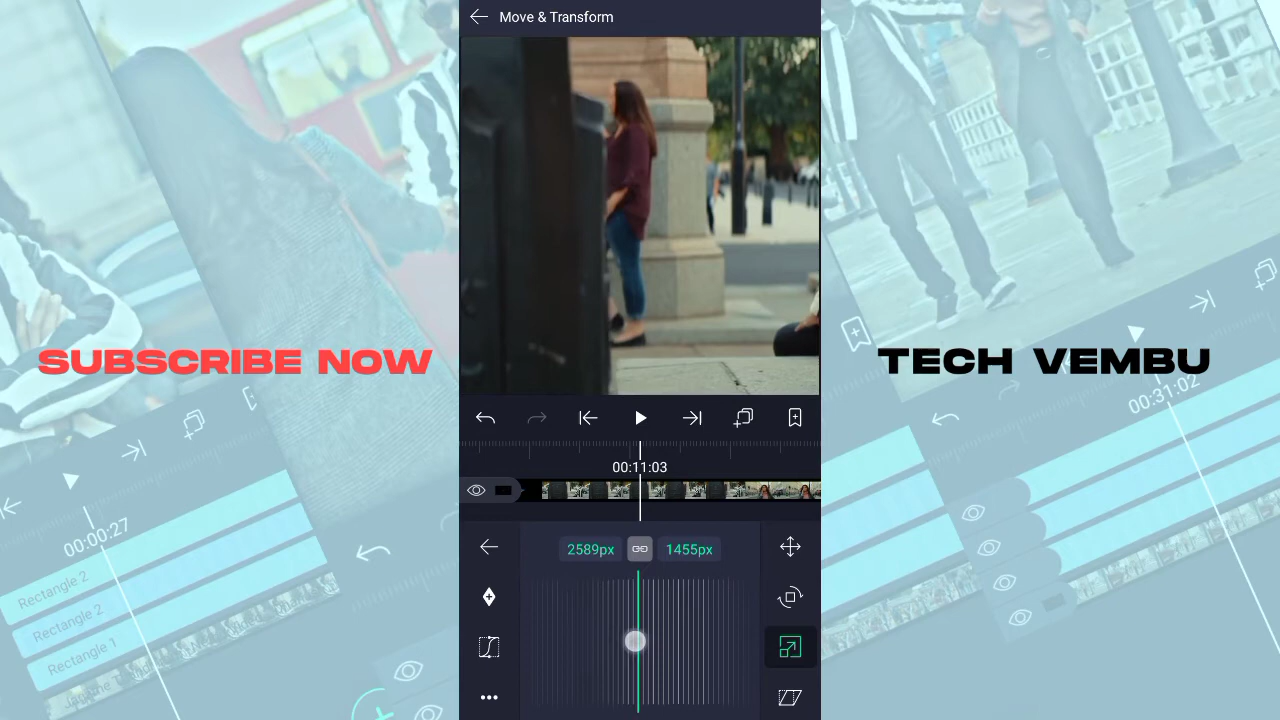 Move & Transform
SUBSCRIBE NOW
TECH VEMBU
00:31:02
00:11:03
00:00:27
2589px
1455px
Rectangle 2
Rectangle 2
Rectangle 1